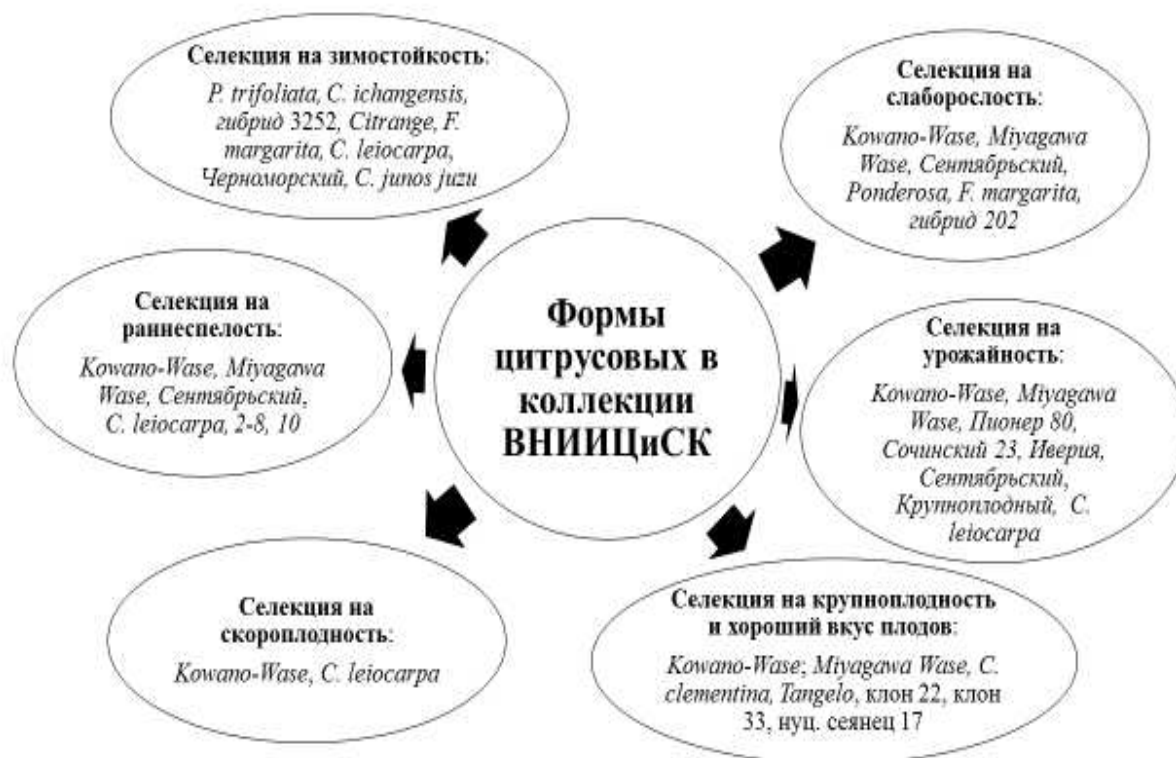 Селекция на зимостойкость:
P. trifoliata, C. ichangensis,
гибрид 3252, Citrange, F.
margarita, C. leiocarpa,
Черноморский, C. junos juzu
Селекция на
слаборослость:
Kowano-Wase, Miyagawa
Wase, Сентябрьский,
Ponderosa, F. margarita,
гибрид 202
Селекция на
раннеспелость:
Kowano-Wase, Miyagawa
Wase, Сентябрьский,
C. leiocarpa, 2-8, 10
Формы
цитрусовых в
коллекции
ВНИИЦиСК
Селекция на
урожайность:
Kowano-Wase, Miyagawa
Wase, Пионер 80,
Сочинский 23, Иверия,
Сентябрьский,
Крупноплодный, C.
leiocarpa
Селекция на
скороплодность:
Kowano-Wase, C. leiocarpa
Селекция на крупноплодность
и хороший вкус плодов:
Kowano-Wase; Miyagawa Wase, C.
clementina, Tangelo, клон 22, клон
33, нуц. сеянец 17